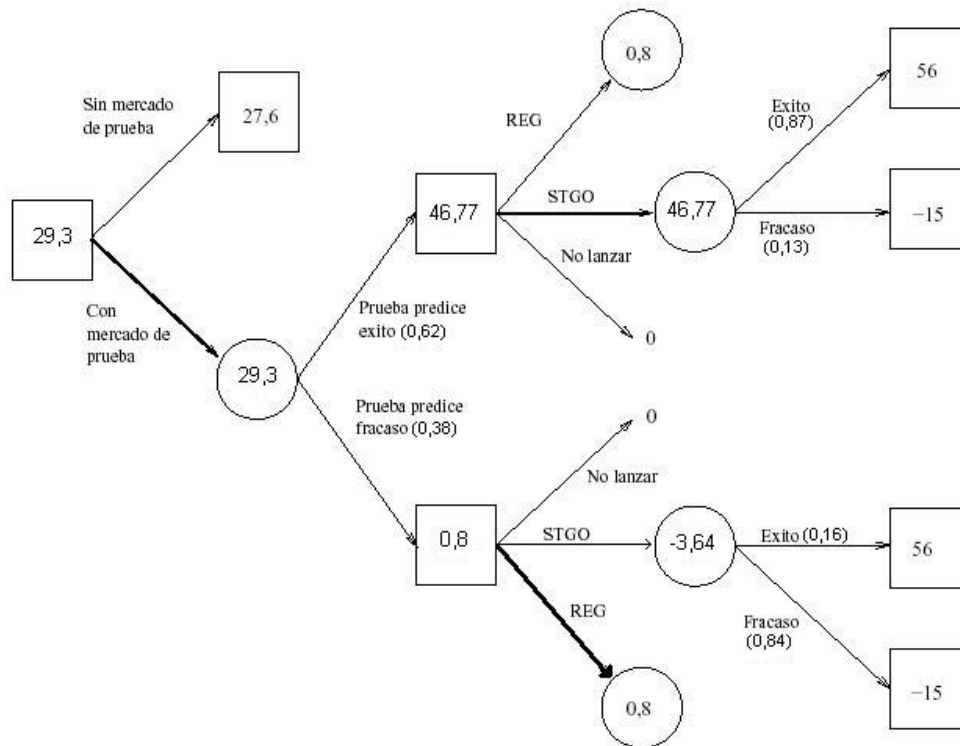 0,8
56
Sin mercado
de prueba
27,6
REG
Exito
(0,87)
29,3
46,77
STGO
46,77
Fracaso
(0,13)
−15
No lanzar
Con
mercado de
prueba
Prueba predice
exito (0,62)
0
29,3
Prueba predice
fracaso (0,38)
0
No lanzar
0,8
STGO
-3,64
Exito (0,16)
56
REG
Fracaso
(0,84)
0,8
−15